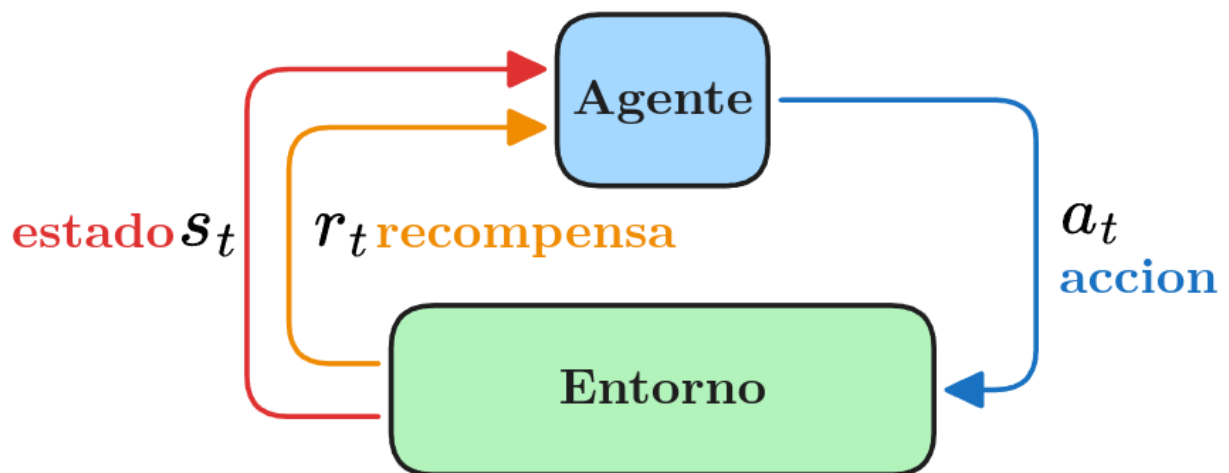 Agente
estado s_t
r_t recompensa
a_t
accion
Entorno